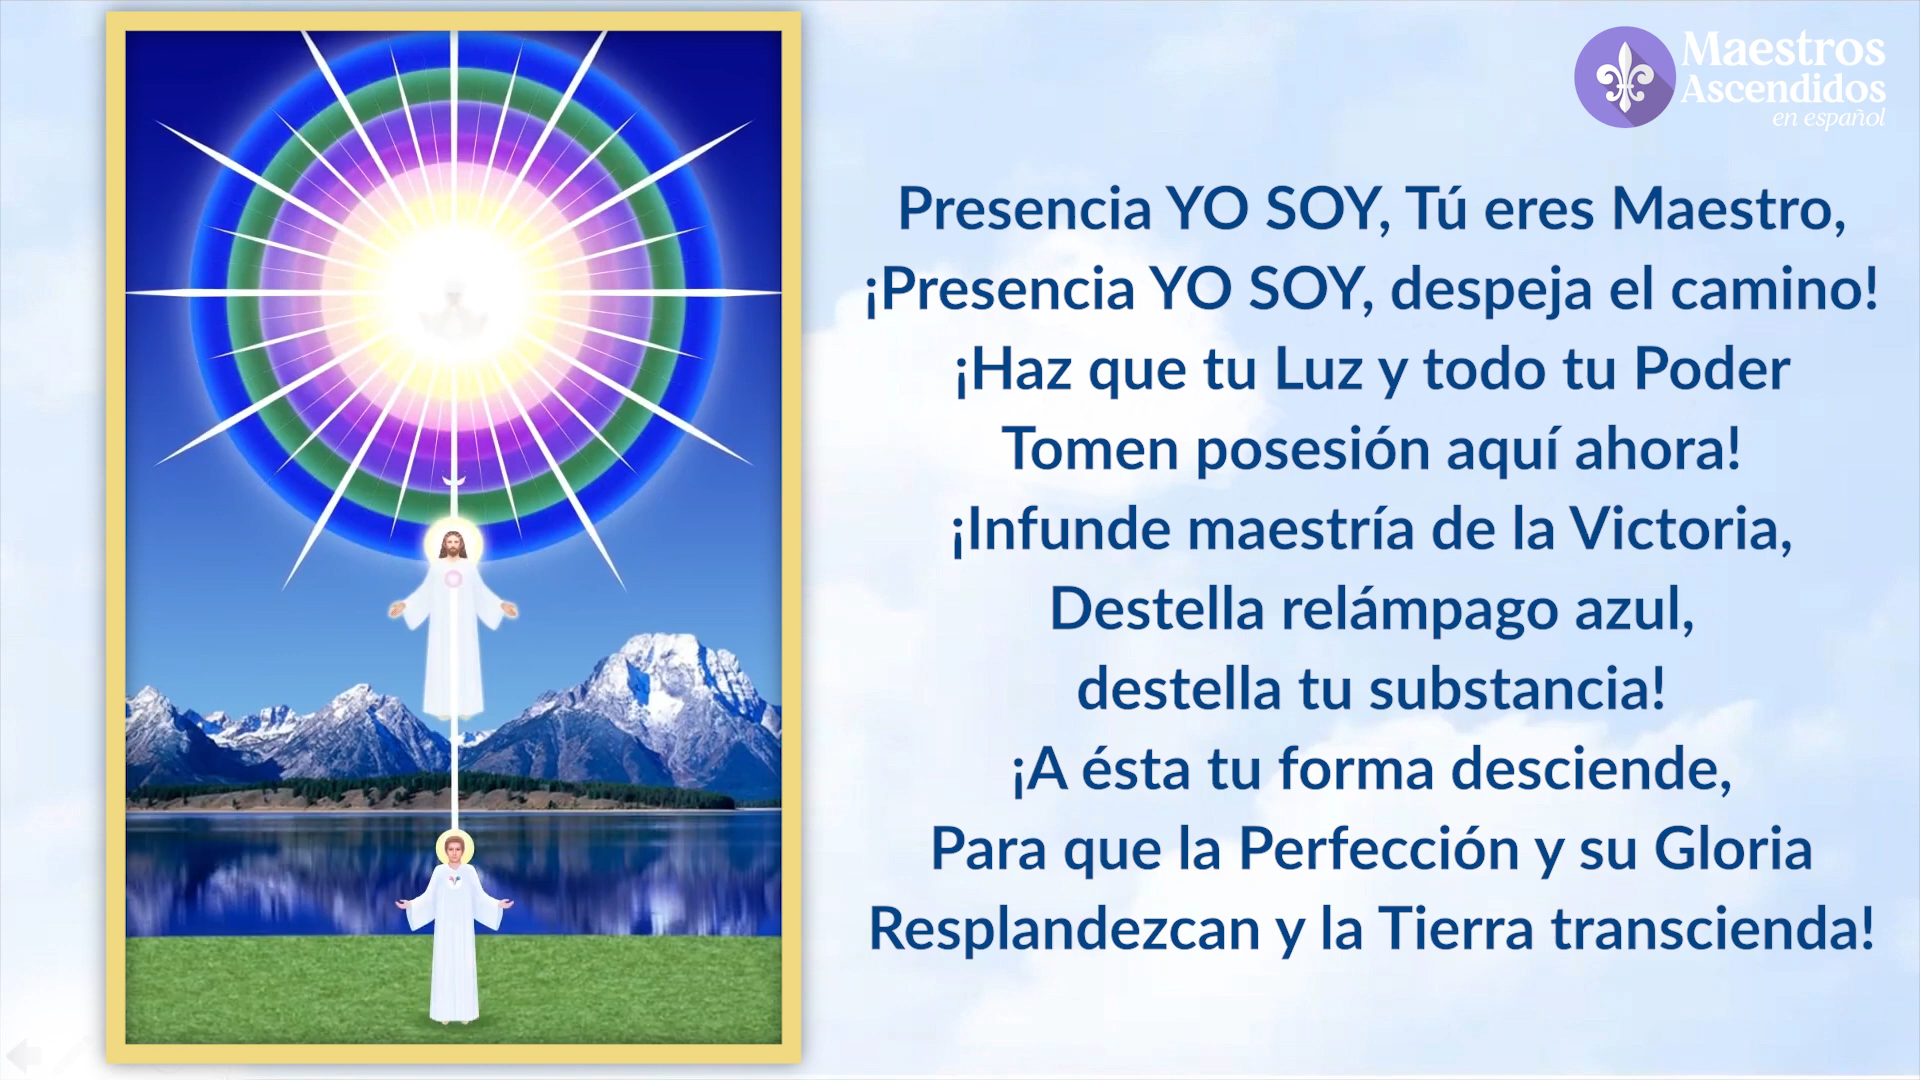 Maestros
Ascendidos
en español
Presencia YO SOY, Tú eres Maestro,
¡Presencia YO SOY, despeja el camino!
¡Haz que tu Luz y todo tu Poder
Tomen posesión aquí ahora!
¡Infunde maestría de la Victoria,
Destella relámpago azul,
destella tu substancia!
¡A ésta tu forma desciende,
Para que la Perfección y su Gloria
Resplandezcan y la Tierra transcienda!